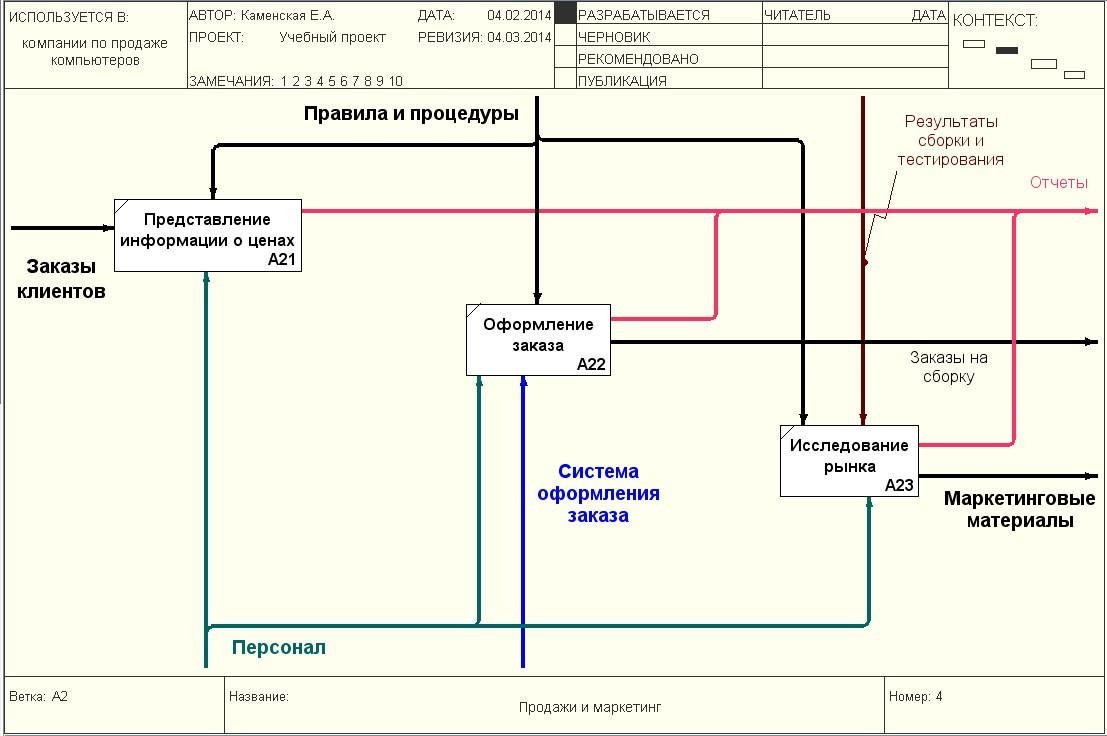 ИСПОЛЬЗУЕТСЯ В:
компании по продаже
компьютеров
АВТОР: Каменская Е.А.
ДАТА: 04.02.2014
ПРОЕКТ: Учебный проект
РЕВИЗИЯ: 04.03.2014
ЗАМЕЧАНИЯ: 1 2 3 4 5 6 7 8 9 10
РАЗРАБАТЫВАЕТСЯ
ЧЕРНОВИК
РЕКОМЕНДОВАНО
ПУБЛИКАЦИЯ
ЧИТАТЕЛЬ
ДАТА
КОНТЕКСТ:
Правила и процедуры
Результаты
сборки и
тестирования
Отчеты
Представление
информации о ценах
A21
Заказы
клиентов
Оформление
заказа
A22
Заказы на
сборку
Исследование
рынка
A23
Система
оформления
заказа
Маркетинговые
материалы
Персонал
Ветка: A2
Название:
Продажи и маркетинг
Номер: 4